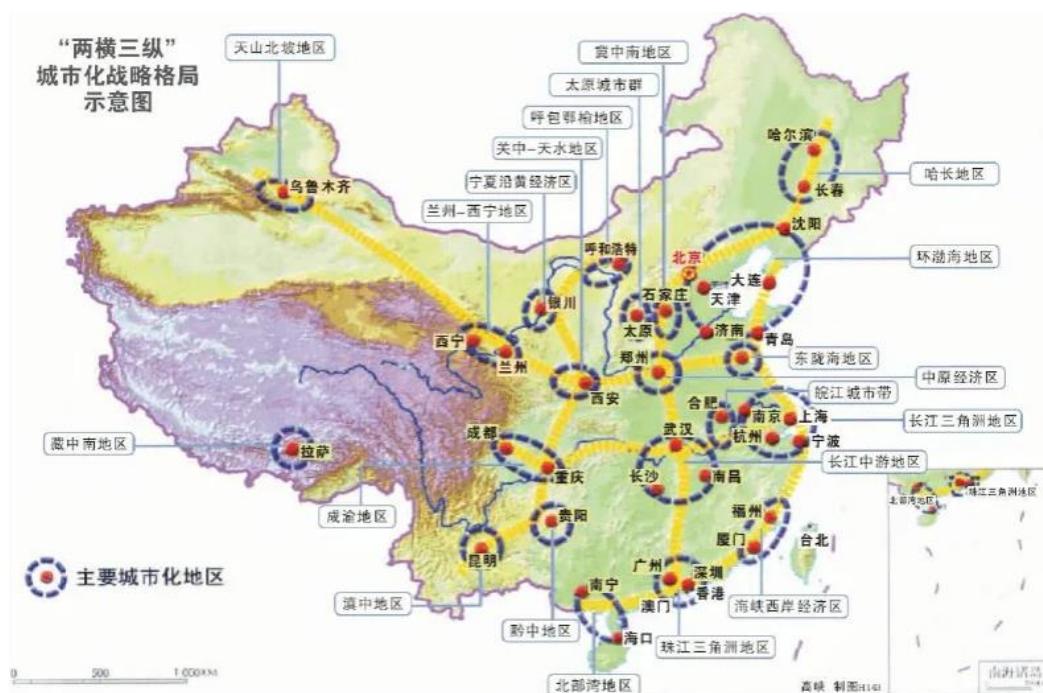 “两横三纵”
城市化战略格局
示意图
天山北坡地区
冀中南地区
太原城市群
呼包鄂榆地区
关中-天水地区
宁夏沿黄经济区
兰州-西宁地区
哈尔滨
哈长地区
长春
乌鲁木齐
沈阳
呼和浩特
北京
环渤海地区
大连
天津
石家庄
银川
太原
济南
青岛
西宁
兰州
郑州
东陇海地区
西安
中原经济区
皖江城市带
合肥
南京
上海
长江三角洲地区
成都
武汉
杭州
宁波
藏中南地区
拉萨
重庆
长沙
南昌
长江中游地区
成渝地区
贵阳
福州
北部湾地区
珠江三角洲地区
昆明
厦门
台北
主要城市化地区
广州
深圳
南宁
澳门
香港
海峡西岸经济区
滇中地区
黔中地区
海口
珠江三角洲地区
南海诸岛
0 500 1 000KM
北部湾地区